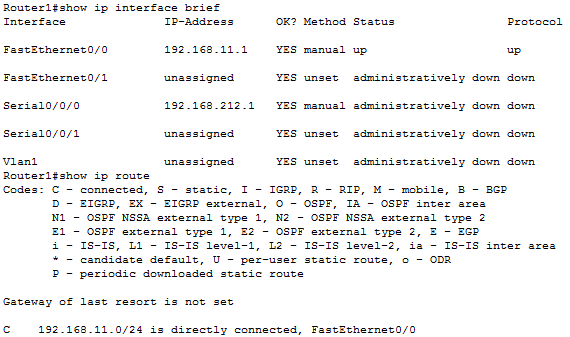 Router1#show ip interface brief
Interface IP-Address OK? Method Status Protocol
FastEthernet0/0 192.168.11.1 YES manual up up
FastEthernet0/1 unassigned YES unset administratively down down
Serial0/0/0 192.168.212.1 YES manual administratively down down
Serial0/0/1 unassigned YES unset administratively down down
Vlan1 unassigned YES unset administratively down down
Router1#show ip route
Codes: C - connected, S - static, I - IGRP, R - RIP, M - mobile, B - BGP
D - EIGRP, EX - EIGRP external, O - OSPF, IA - OSPF inter area
N1 - OSPF NSSA external type 1, N2 - OSPF NSSA external type 2
E1 - OSPF external type 1, E2 - OSPF external type 2, E - EGP
i - IS-IS, L1 - IS-IS level-1, L2 - IS-IS level-2, ia - IS-IS inter area
* - candidate default, U - per-user static route, o - ODR
P - periodic downloaded static route
Gateway of last resort is not set
C 192.168.11.0/24 is directly connected, FastEthernet0/0